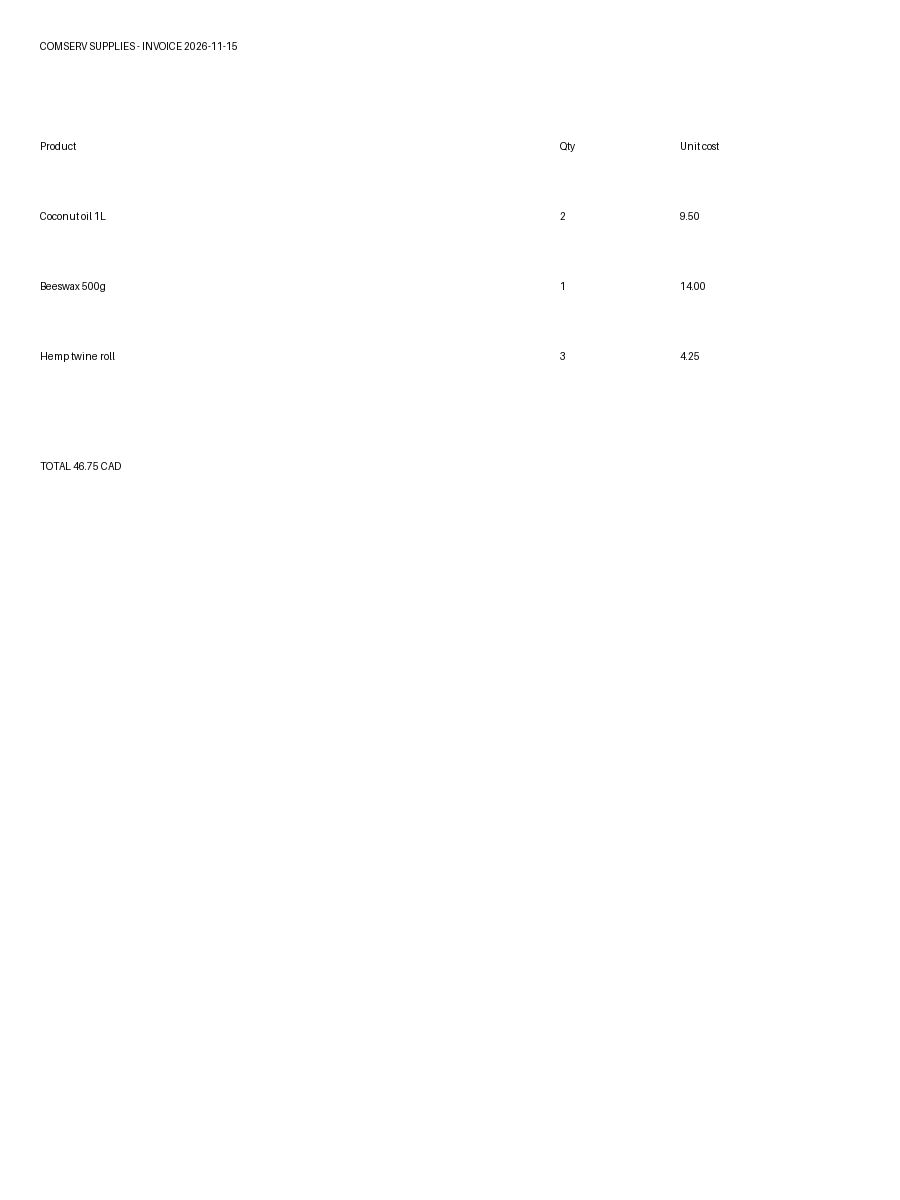 COMSERV SUPPLIES - INVOICE 2026-11-15
Product Qty Unit cost
Coconut oil 1L 2 9.50
Beeswax 500g 1 14.00
Hemp twine roll 3 4.25
TOTAL 46.75 CAD